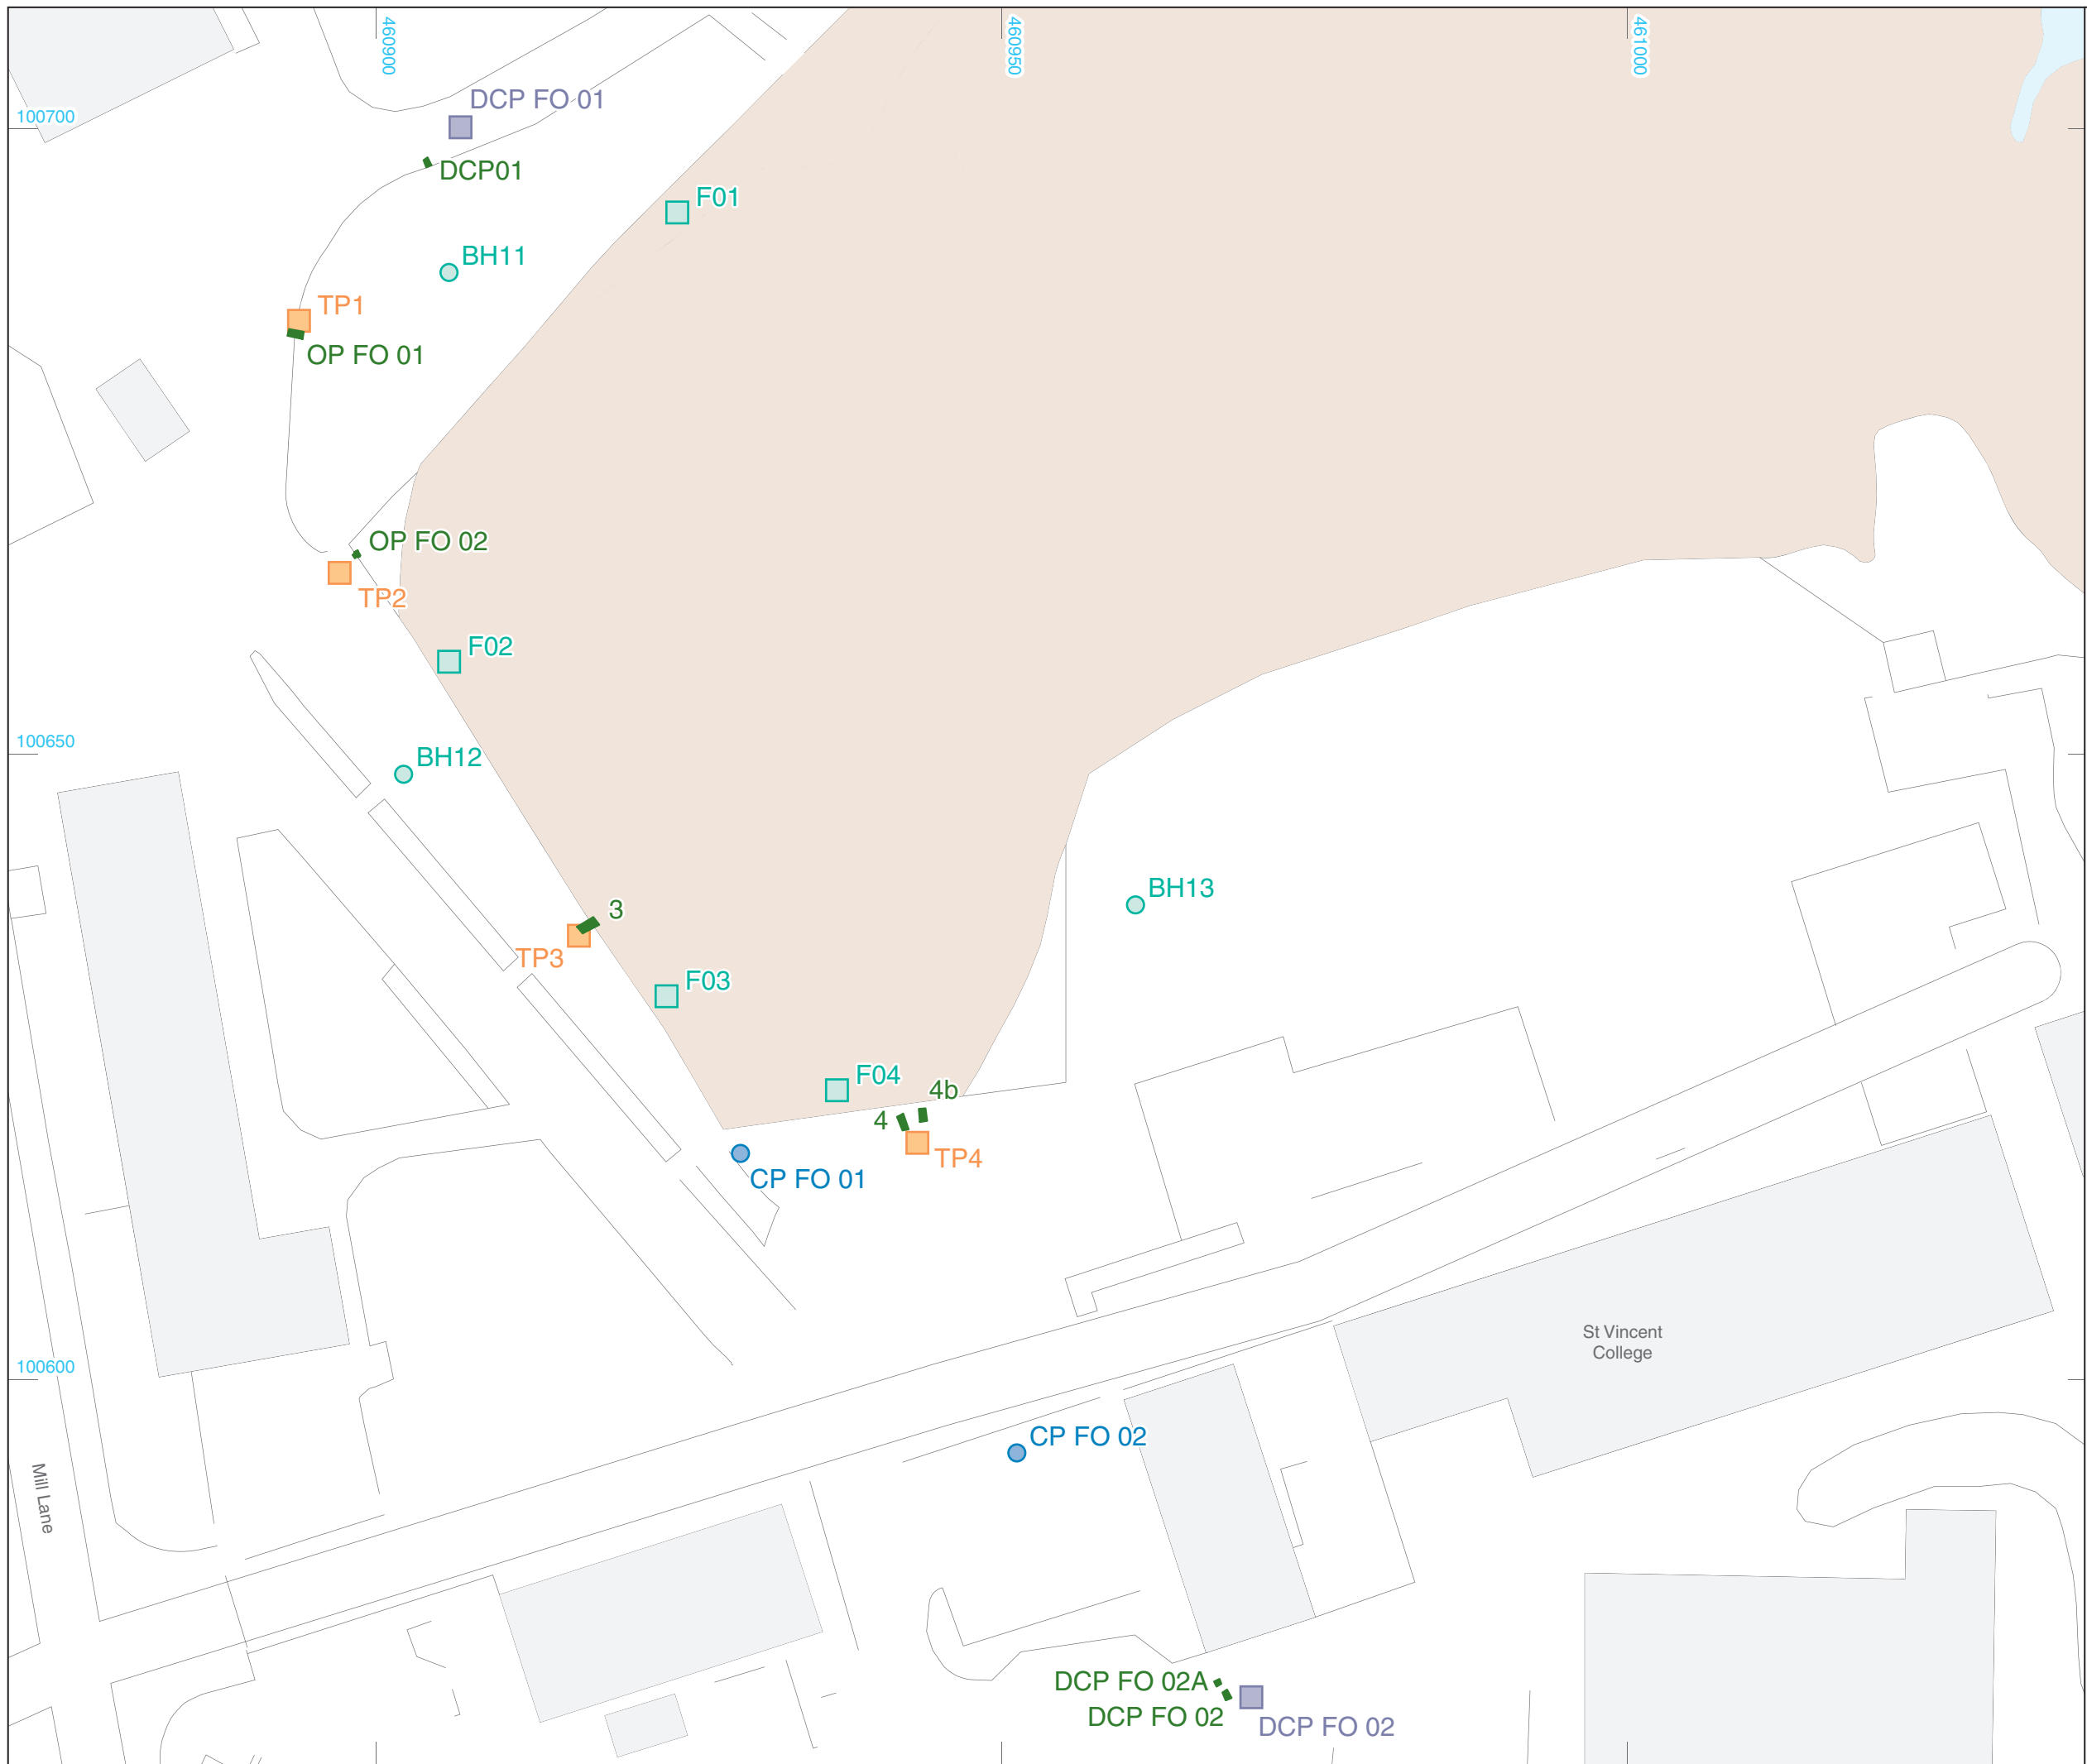 460900
460950
461000
DCP FO 01
100700
DCP01
F01
BH11
TP1
OP FO 01
OP FO 02
TP2
F02
100650
BH12
BH13
3
TP3
F03
F04
4b
4
TP4
CP FO 01
St Vincent
College
100600
CP FO 02
Mill Lane
DCP FO 02A
DCP FO 02
DCP FO 02